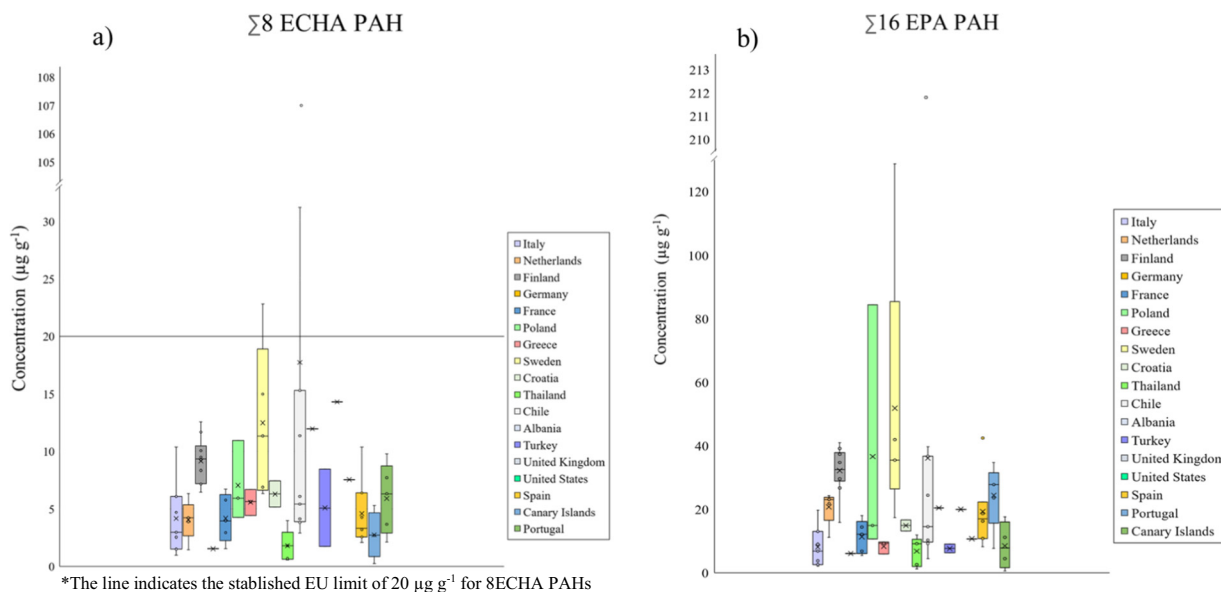 ∑8 ECHA PAH
a)
108
107
106
105
30
25
20
15
10
5
0
Concentration (µg g⁻¹)
Italy
Netherlands
Finland
Germany
France
Poland
Greece
Sweden
Croatia
Thailand
Chile
Albania
Turkey
United Kingdom
United States
Spain
Canary Islands
Portugal
*The line indicates the stablished EU limit of 20 µg g⁻¹ for 8ECHA PAHs
∑16 EPA PAH
b)
213
212
211
210
120
100
80
60
40
20
0
Concentration (µg g⁻¹)
Italy
Netherlands
Finland
Germany
France
Poland
Greece
Sweden
Croatia
Thailand
Chile
Albania
Turkey
United Kingdom
United States
Spain
Portugal
Canary Islands